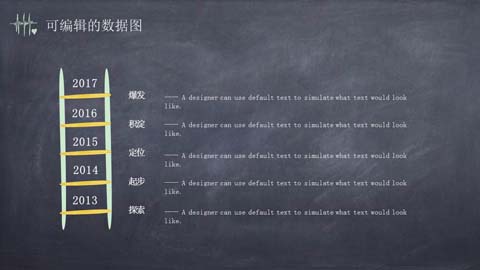 可编辑的数据图
2017
爆发
—— A designer can use default text to simulate what text would look
like.
2016
积淀
—— A designer can use default text to simulate what text would look
like.
2015
定位
—— A designer can use default text to simulate what text would look
like.
2014
起步
—— A designer can use default text to simulate what text would look
like.
2013
探索
—— A designer can use default text to simulate what text would look
like.